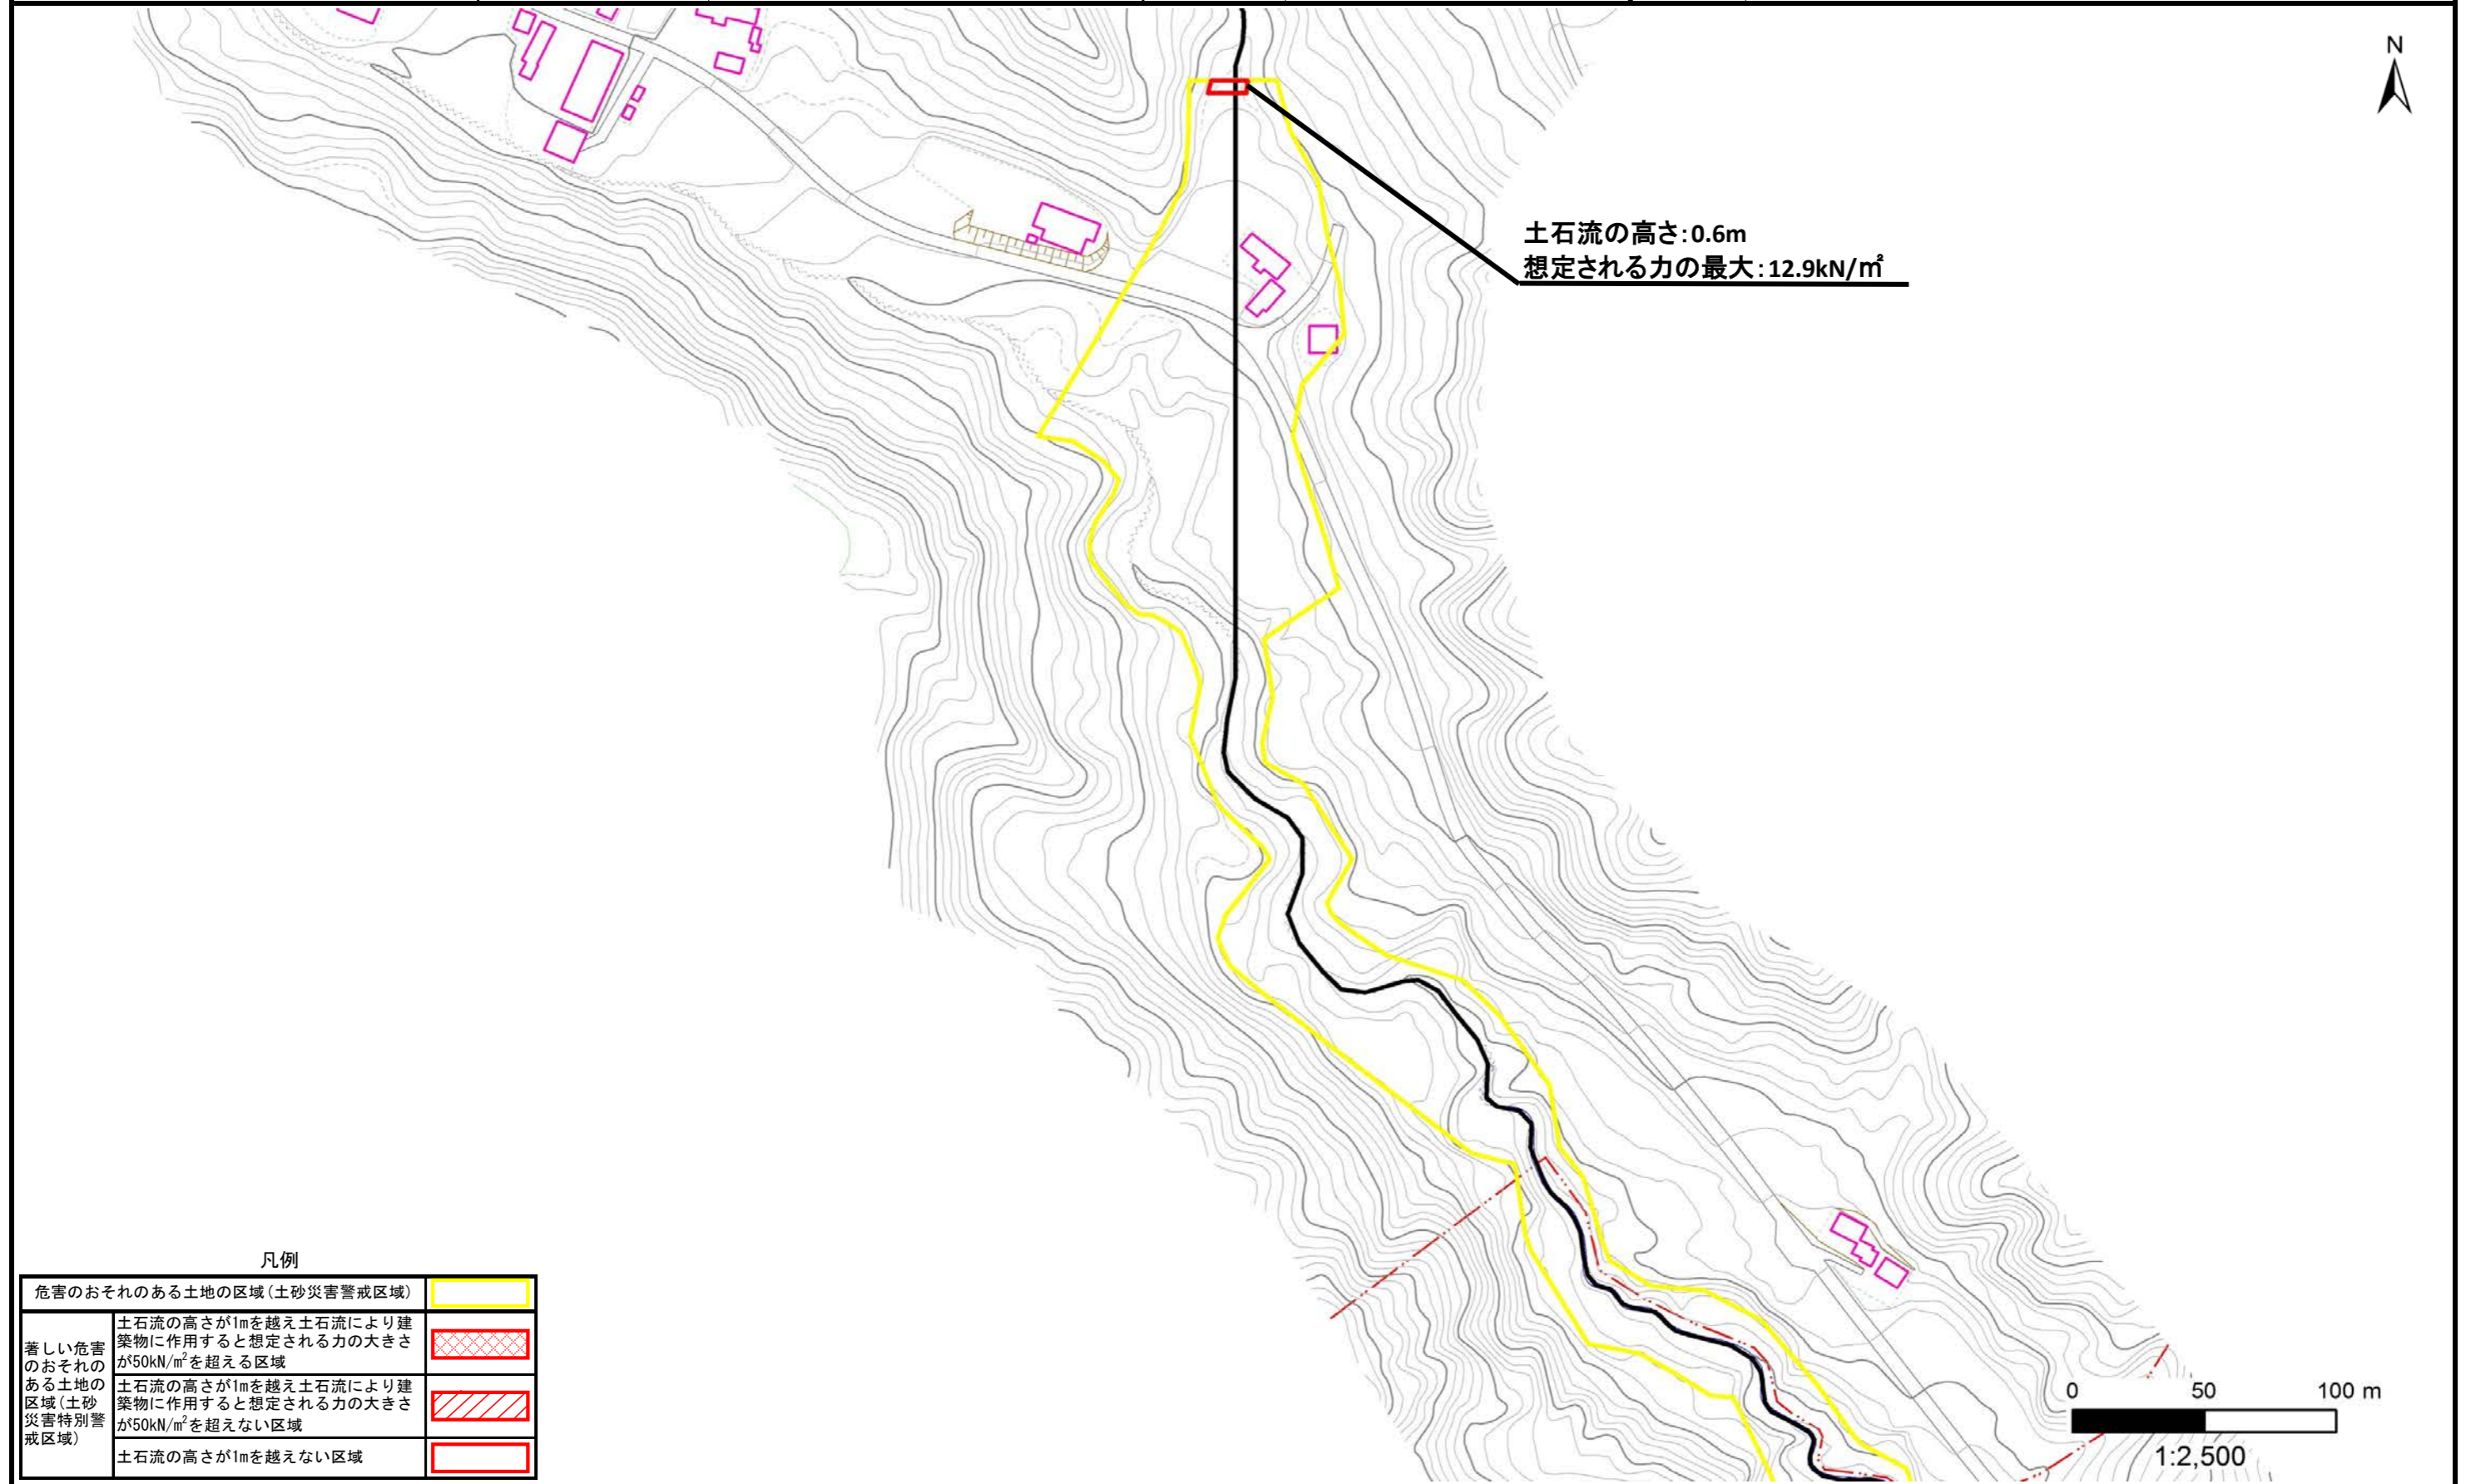 N
土石流の高さ：0.6m
想定される力の最大：12.9kN/㎡
凡例
危害のおそれのある土地の区域（土砂災害警戒区域）
著しい危害
のおそれの
ある土地の
区域（土砂
災害特別警
戒区域）
土石流の高さが1mを越え土石流により建
築物に作用すると想定される力の大きさ
が50kN/m²を超える区域
土石流の高さが1mを越え土石流により建
築物に作用すると想定される力の大きさ
が50kN/m²を超えない区域
土石流の高さが1mを越えない区域
0 50 100 m
1:2,500